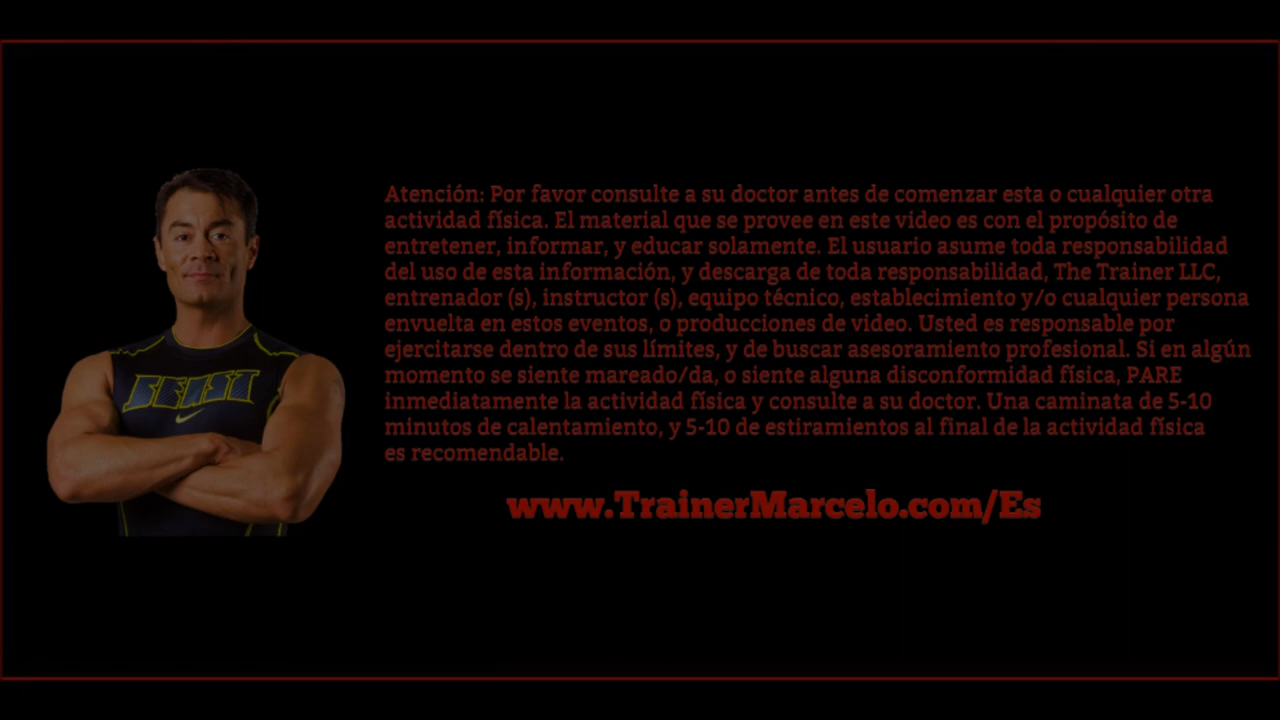 Atención: Por favor consulte a su doctor antes de comenzar esta o cualquier otra
actividad física. El material que se provee en este video es con el propósito de
entretener, informar, y educar solamente. El usuario asume toda responsabilidad
del uso de esta información, y descarga de toda responsabilidad, The Trainer LLC,
entrenador (s), instructor (s), equipo técnico, establecimiento y/o cualquier persona
envuelta en estos eventos, o producciones de video. Usted es responsable por
ejercitarse dentro de sus límites, y de buscar asesoramiento profesional. Si en algún
momento se siente mareado/da, o siente alguna disconformidad física, PARE
inmediatamente la actividad física y consulte a su doctor. Una caminata de 5-10
minutos de calentamiento, y 5-10 de estiramientos al final de la actividad física
es recomendable.
www.TrainerMarcelo.com/Es
BEAST